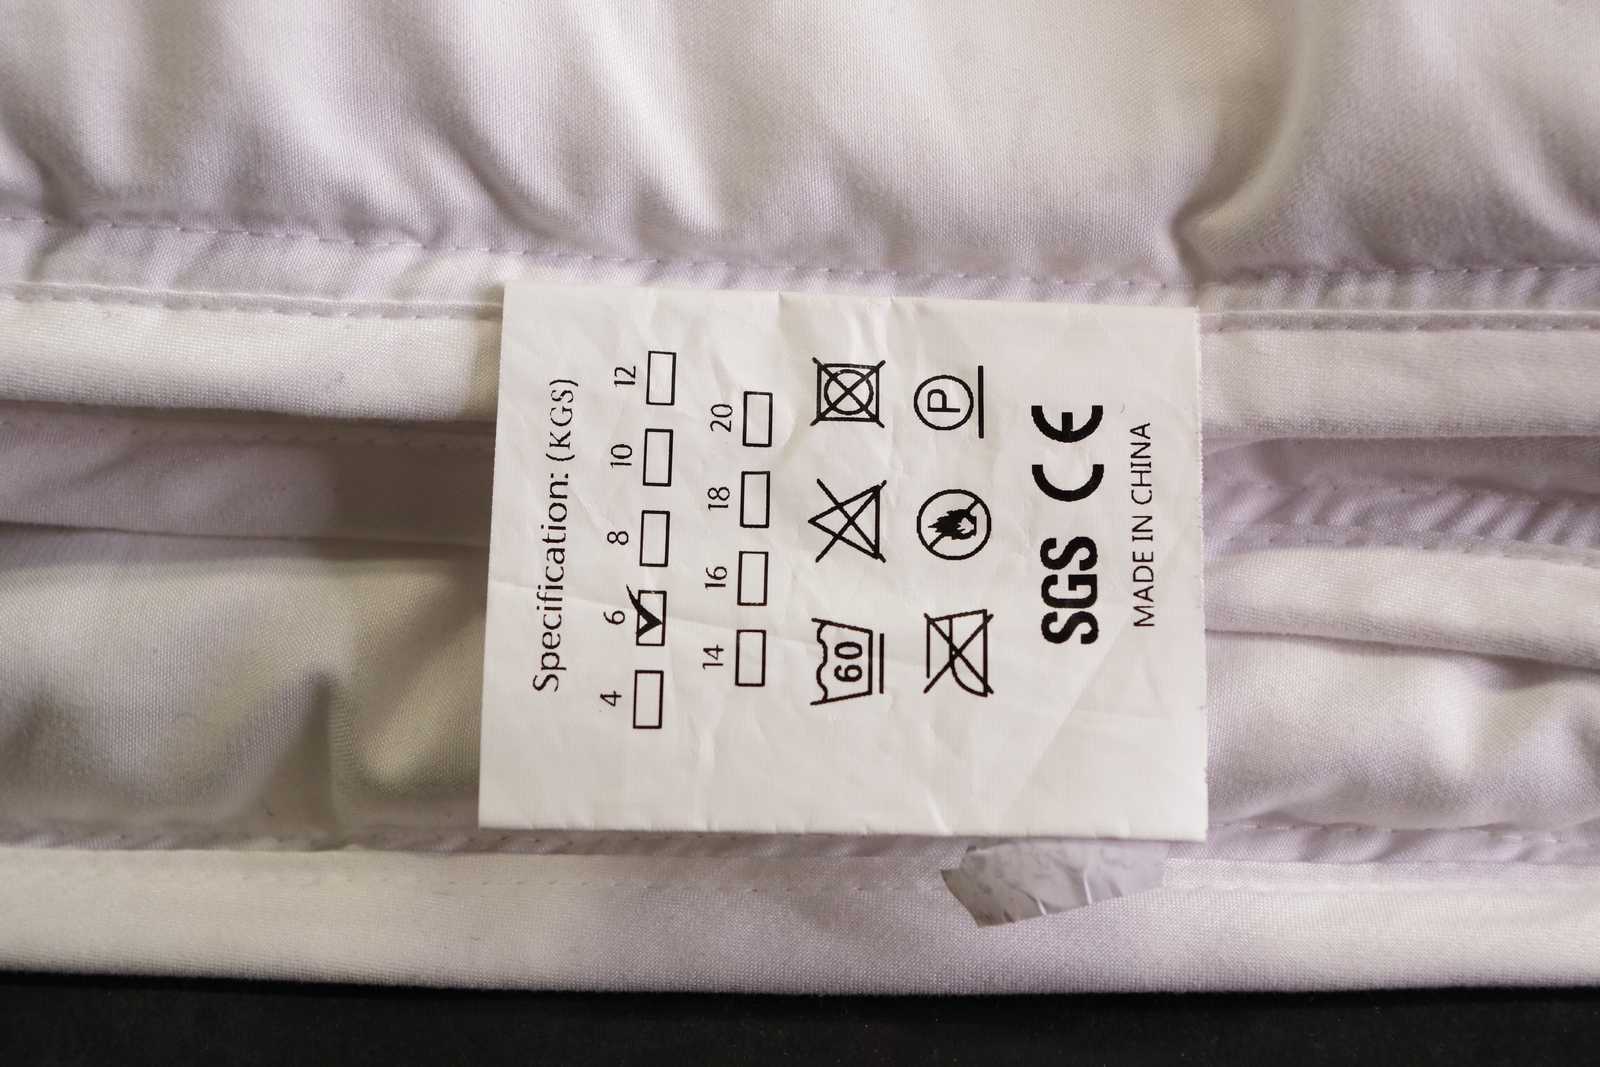 Specification: (KGS)
4 6 8 10 12
14 16 18 20
60
P
SGS CE
MADE IN CHINA